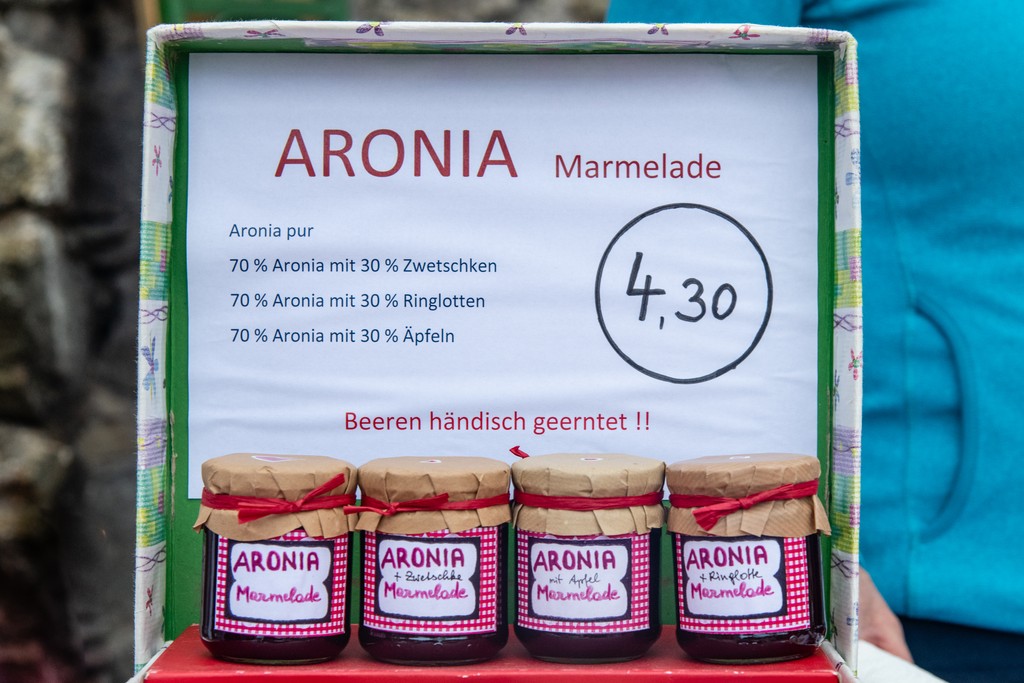 ARONIA Marmelade
Aronia pur
70 % Aronia mit 30 % Zwetschken
70 % Aronia mit 30 % Ringlotten
70 % Aronia mit 30 % Äpfeln
4,30
Beeren händisch geerntet !!
ARONIA
Marmelade
ARONIA
+ Zwetschke
Marmelade
ARONIA
mit Apfel
Marmelade
ARONIA
+ Ringlotte
Marmelade